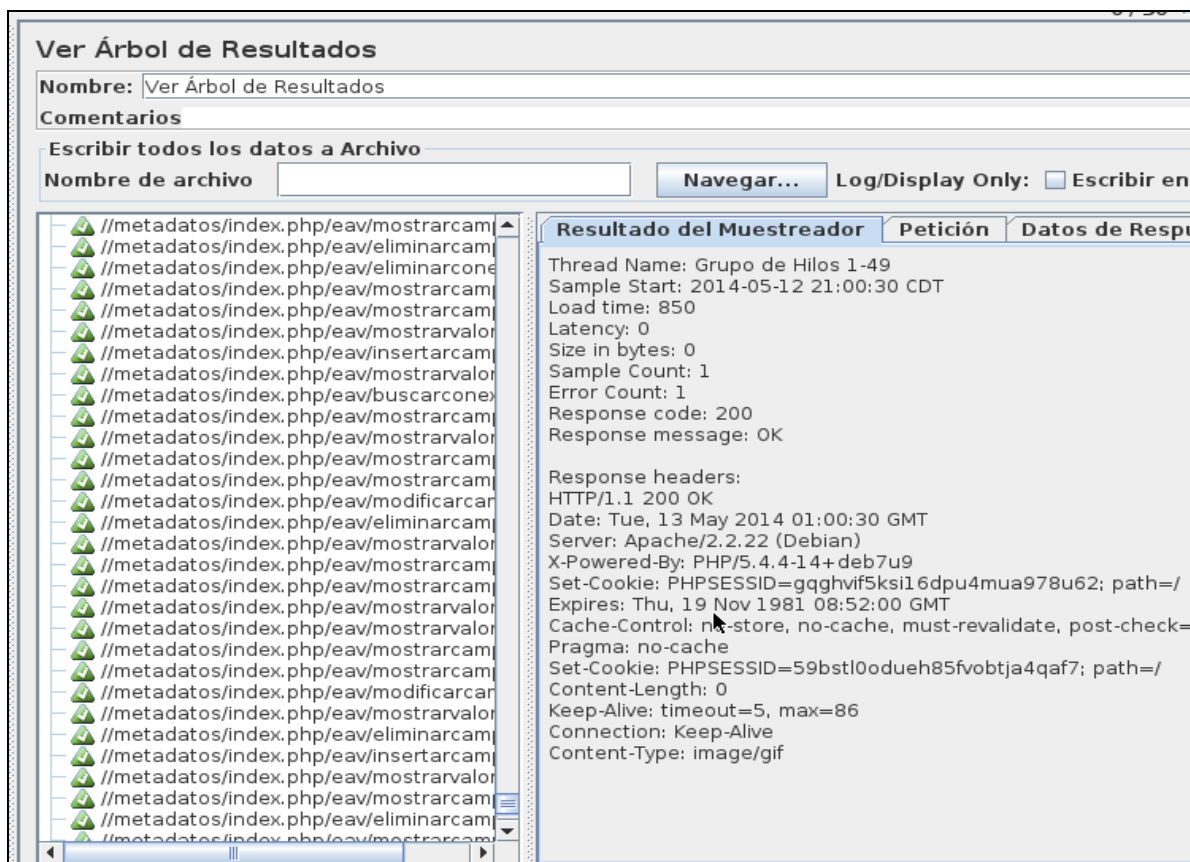 Ver Árbol de Resultados
Nombre: Ver Árbol de Resultados
Comentarios
Escribir todos los datos a Archivo
Nombre de archivo Navegar... Log/Display Only: Escribir en
//metadatos/index.php/eav/mostrarcam
//metadatos/index.php/eav/eliminarcam
//metadatos/index.php/eav/eliminarcone
//metadatos/index.php/eav/mostrarcam
//metadatos/index.php/eav/mostrarcam
//metadatos/index.php/eav/mostrarvalor
//metadatos/index.php/eav/insertarcam
//metadatos/index.php/eav/mostrarvalor
//metadatos/index.php/eav/buscarconex
//metadatos/index.php/eav/mostrarcam
//metadatos/index.php/eav/mostrarvalor
//metadatos/index.php/eav/mostrarcam
//metadatos/index.php/eav/mostrarcam
//metadatos/index.php/eav/modificarcan
//metadatos/index.php/eav/eliminarcam
//metadatos/index.php/eav/mostrarvalor
//metadatos/index.php/eav/mostrarcam
//metadatos/index.php/eav/mostrarcam
//metadatos/index.php/eav/mostrarvalor
//metadatos/index.php/eav/mostrarcam
//metadatos/index.php/eav/mostrarcam
//metadatos/index.php/eav/mostrarcam
//metadatos/index.php/eav/modificarcan
//metadatos/index.php/eav/mostrarvalor
//metadatos/index.php/eav/eliminarcam
//metadatos/index.php/eav/insertarcam
//metadatos/index.php/eav/mostrarvalor
//metadatos/index.php/eav/mostrarcam
//metadatos/index.php/eav/eliminarcam
Resultado del Muestreador Petición Datos de Respu
Thread Name: Grupo de Hilos 1-49
Sample Start: 2014-05-12 21:00:30 CDT
Load time: 850
Latency: 0
Size in bytes: 0
Sample Count: 1
Error Count: 1
Response code: 200
Response message: OK
Response headers:
HTTP/1.1 200 OK
Date: Tue, 13 May 2014 01:00:30 GMT
Server: Apache/2.2.22 (Debian)
X-Powered-By: PHP/5.4.4-14+deb7u9
Set-Cookie: PHPSESSID=gqghvif5ksi16dpu4mua978u62; path=/
Expires: Thu, 19 Nov 1981 08:52:00 GMT
Cache-Control: no-store, no-cache, must-revalidate, post-check=
Pragma: no-cache
Set-Cookie: PHPSESSID=59bstl0odueh85fvobtja4qaf7; path=/
Content-Length: 0
Keep-Alive: timeout=5, max=86
Connection: Keep-Alive
Content-Type: image/gif